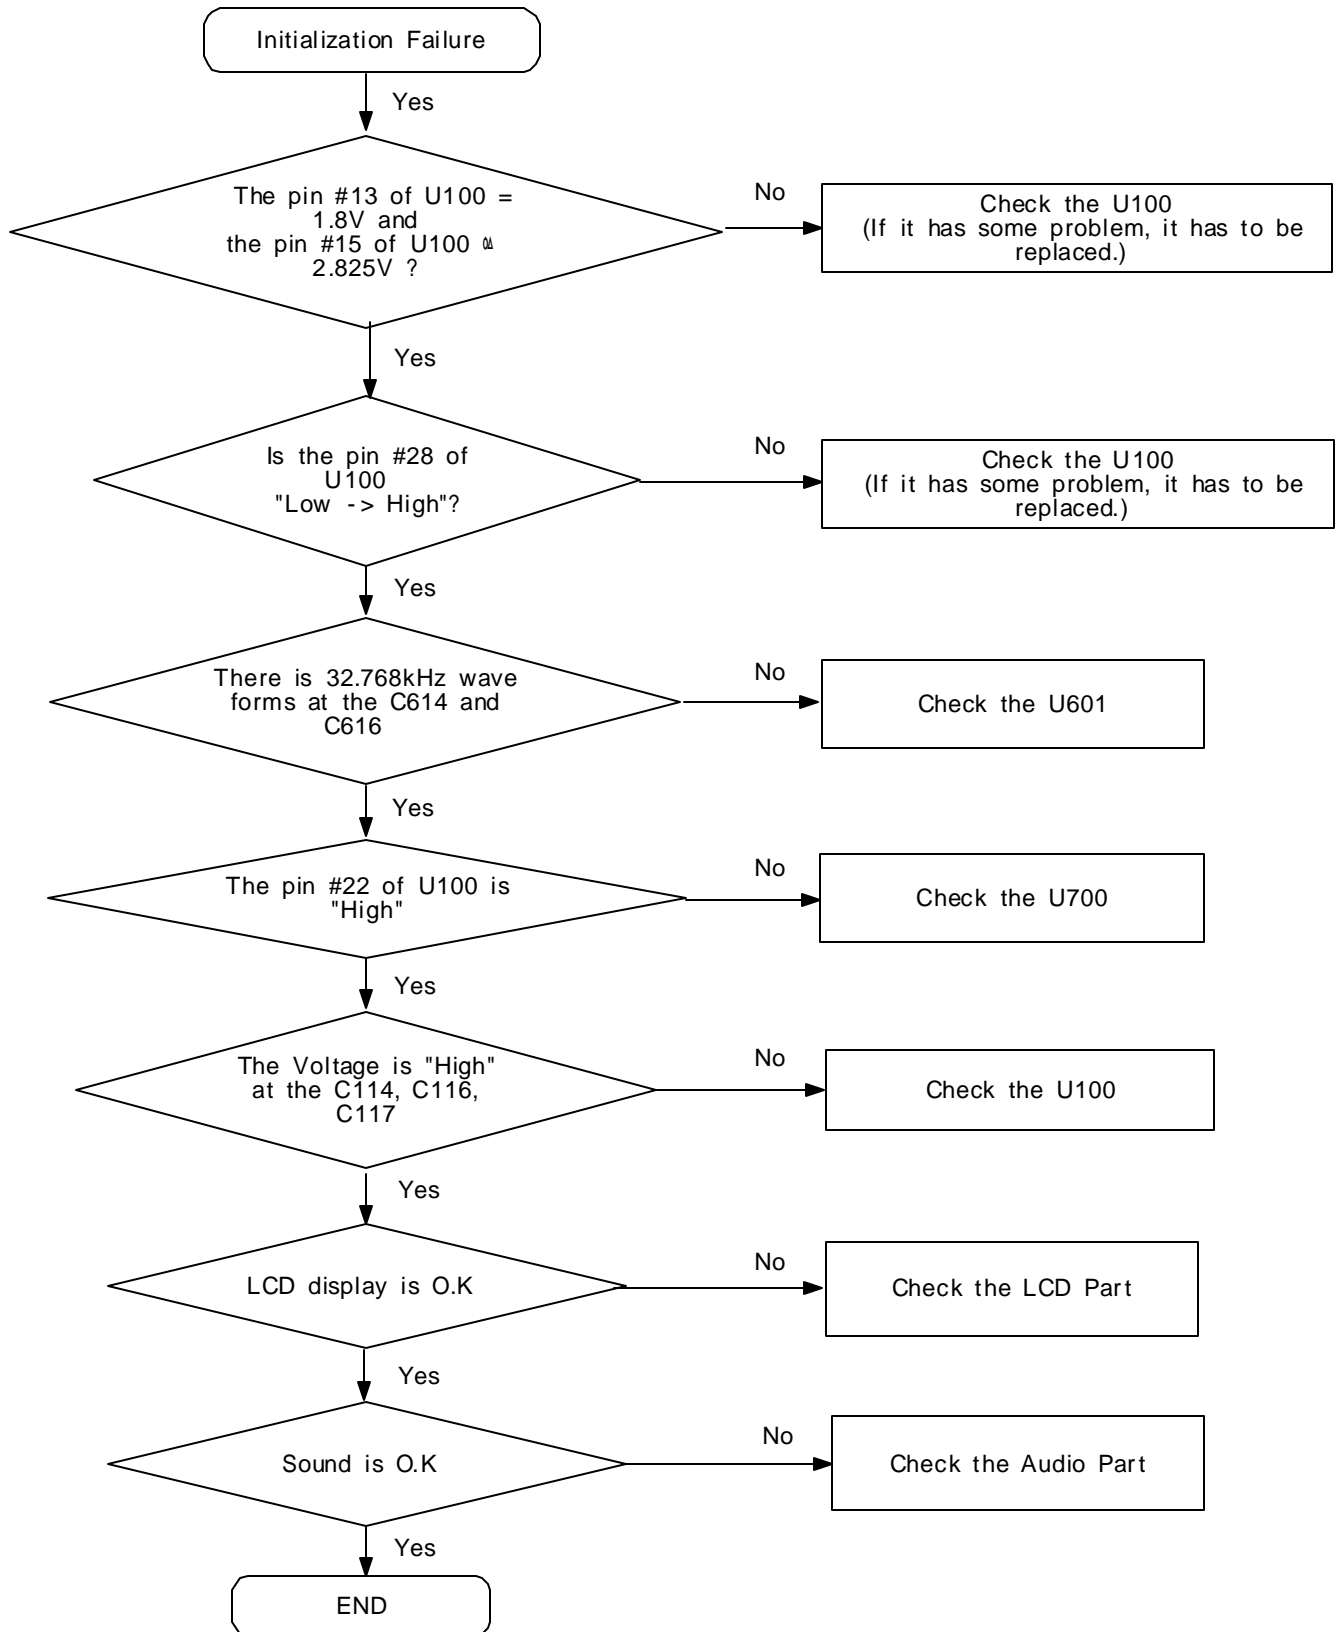 Initialization Failure
Yes
The pin #13 of U100 =
1.8V and
the pin #15 of U100
2.825V ?
No
Check the U100
(If it has some problem, it has to be
replaced.)
Yes
Is the pin #28 of
U100
"Low -> High"?
No
Check the U100
(If it has some problem, it has to be
replaced.)
Yes
There is 32.768kHz wave
forms at the C614 and
C616
No
Check the U601
Yes
The pin #22 of U100 is
"High"
No
Check the U700
Yes
The Voltage is "High"
at the C114, C116,
C117
No
Check the U100
Yes
LCD display is O.K
No
Check the LCD Part
Yes
Sound is O.K
No
Check the Audio Part
Yes
END